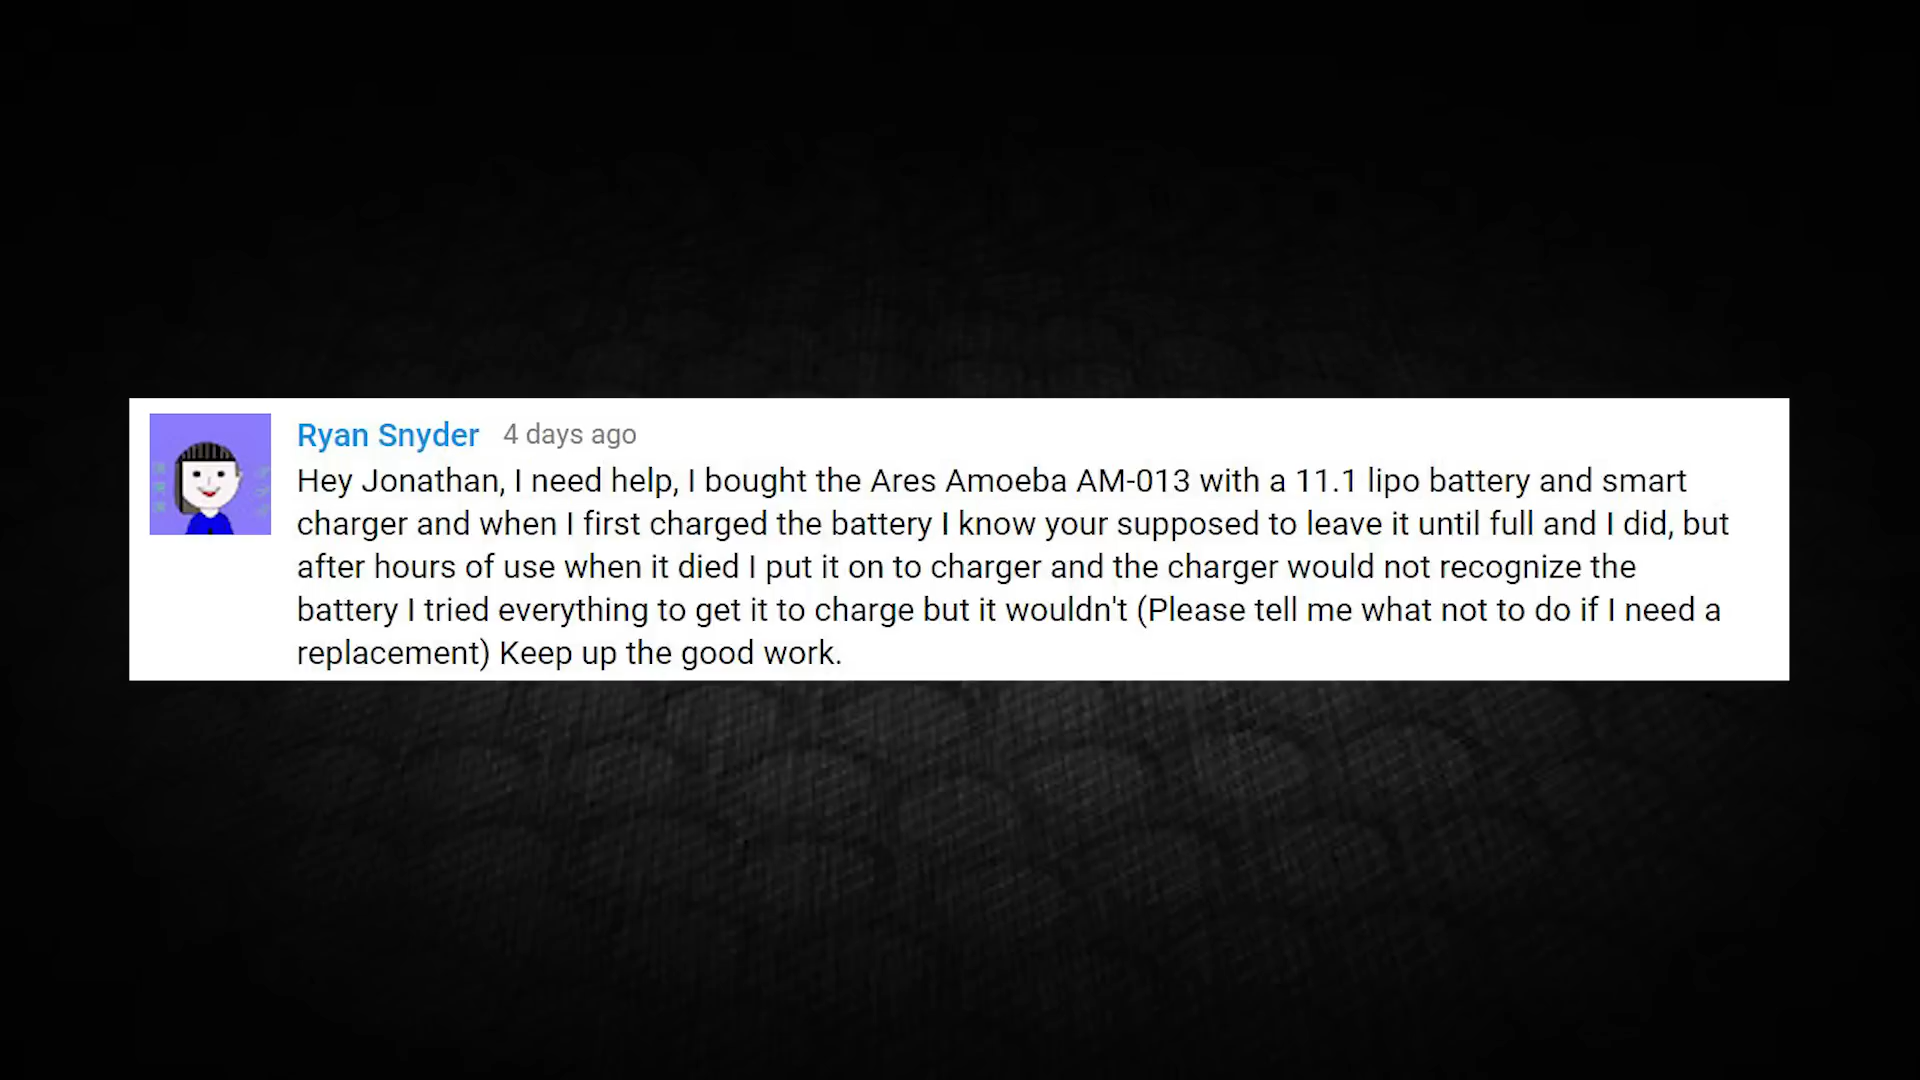 Ryan Snyder 4 days ago
Hey Jonathan, I need help, I bought the Ares Amoeba AM-013 with a 11.1 lipo battery and smart
charger and when I first charged the battery I know your supposed to leave it until full and I did, but
after hours of use when it died I put it on to charger and the charger would not recognize the
battery I tried everything to get it to charge but it wouldn't (Please tell me what not to do if I need a
replacement) Keep up the good work.